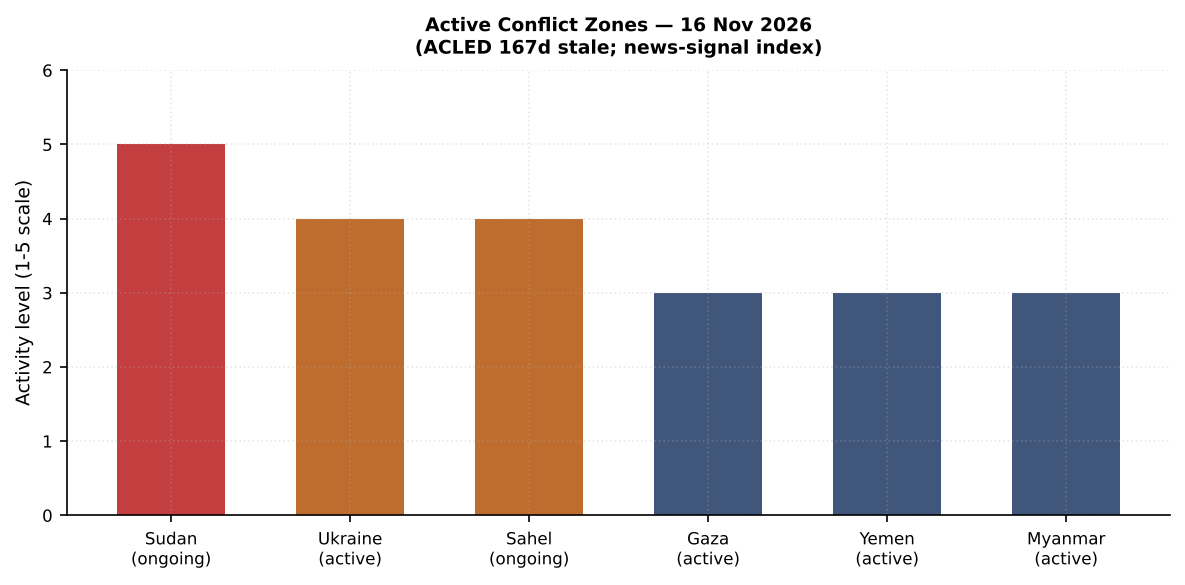 Active Conflict Zones — 16 Nov 2026
(ACLED 167d stale; news-signal index)
Activity level (1-5 scale)
6
5
4
3
2
1
0
Sudan
(ongoing)
Ukraine
(active)
Sahel
(ongoing)
Gaza
(active)
Yemen
(active)
Myanmar
(active)